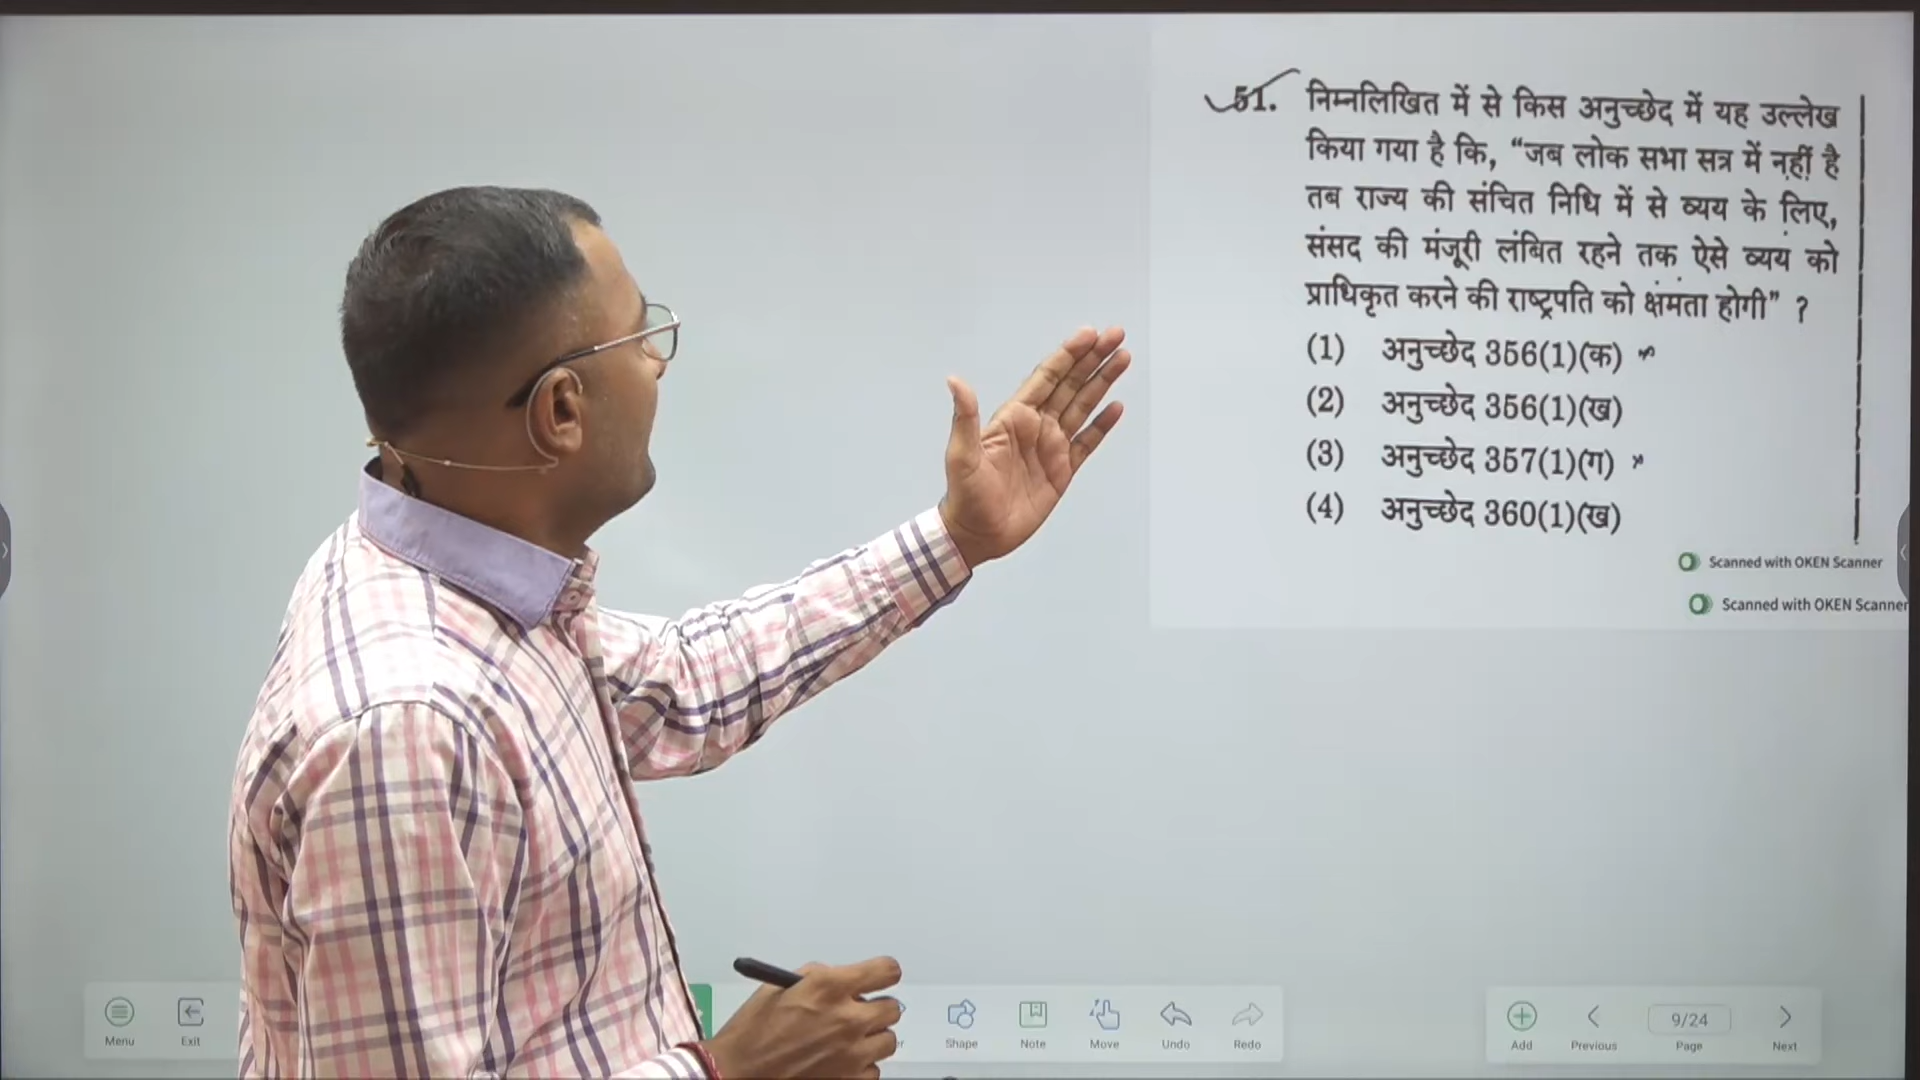 51. निम्नलिखित में से किस अनुच्छेद में यह उल्लेख
किया गया है कि, “जब लोक सभा सत्र में नहीं है
तब राज्य की संचित निधि में से व्यय के लिए,
संसद की मंजूरी लंबित रहने तक ऐसे व्यय को
प्राधिकृत करने की राष्ट्रपति को क्षमता होगी” ?
(1) अनुच्छेद 356(1)(क)
(2) अनुच्छेद 356(1)(ख)
(3) अनुच्छेद 357(1)(ग)
(4) अनुच्छेद 360(1)(ख)
Scanned with OKEN Scanner
Scanned with OKEN Scanner
Menu Exit Shape Note Move Undo Redo Add Previous 9/24 Page Next